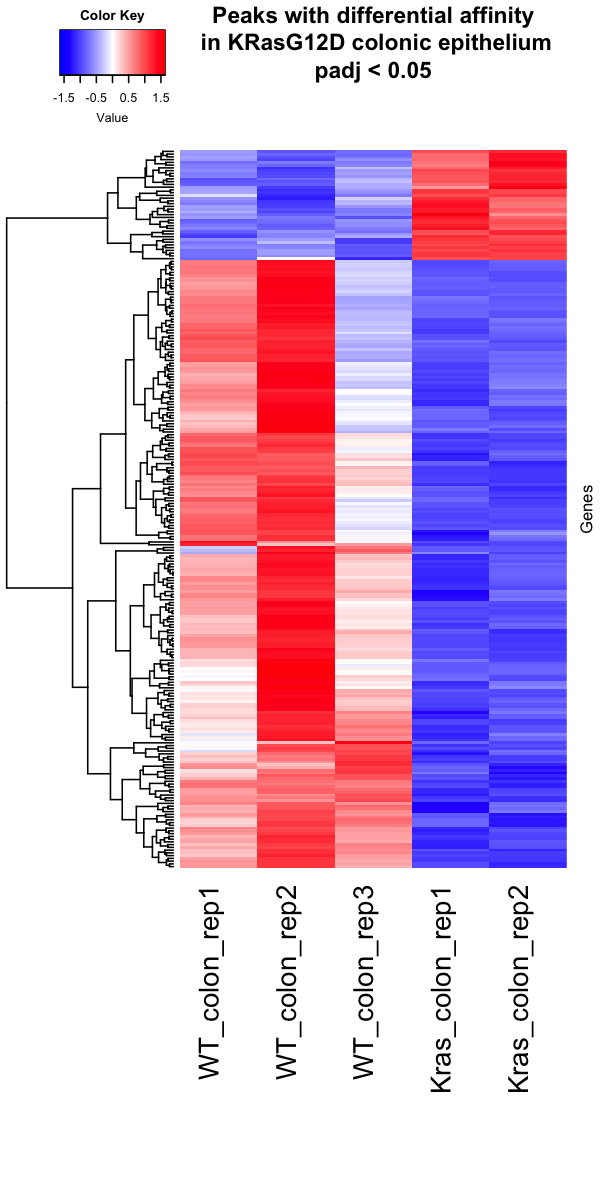 Color Key
-1.5 -0.5 0.5 1.5
Value
Peaks with differential affinity
in KRasG12D colonic epithelium
padj < 0.05
Genes
WT_colon_rep1
WT_colon_rep2
WT_colon_rep3
Kras_colon_rep1
Kras_colon_rep2